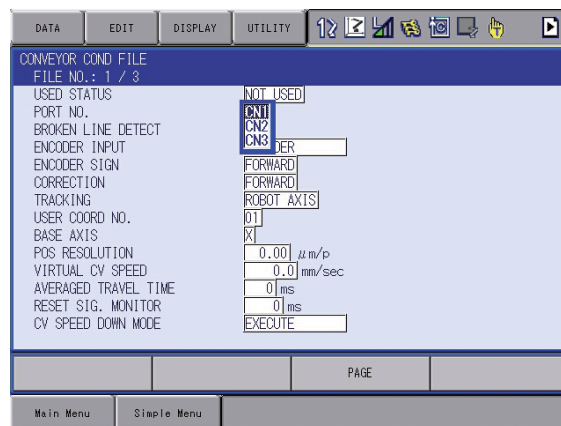 DATA EDIT DISPLAY UTILITY
CONVEYOR COND FILE
FILE NO.: 1 / 3
USED STATUS NOT USED
PORT NO. CN1
BROKEN LINE DETECT CN2
CN3
ENCODER INPUT DER
ENCODER SIGN FORWARD
CORRECTION FORWARD
TRACKING ROBOT AXIS
USER COORD NO. 01
BASE AXIS X
POS RESOLUTION 0.00 μm/p
VIRTUAL CV SPEED 0.0 mm/sec
AVERAGED TRAVEL TIME 0 ms
RESET SIG. MONITOR 0 ms
CV SPEED DOWN MODE EXECUTE
PAGE
Main Menu Simple Menu